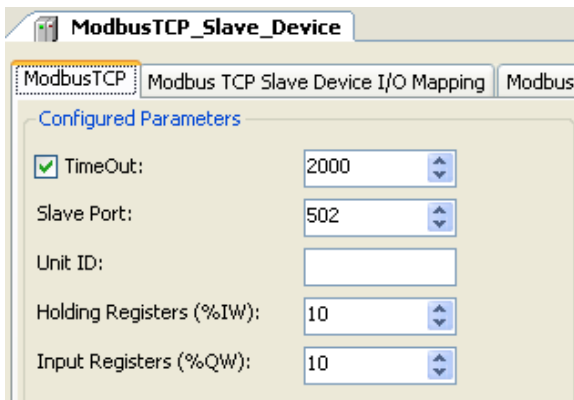 ModbusTCP_Slave_Device
ModbusTCP Modbus TCP Slave Device I/O Mapping Modbus
Configured Parameters
TimeOut: 2000
Slave Port: 502
Unit ID:
Holding Registers (%IW): 10
Input Registers (%QW): 10